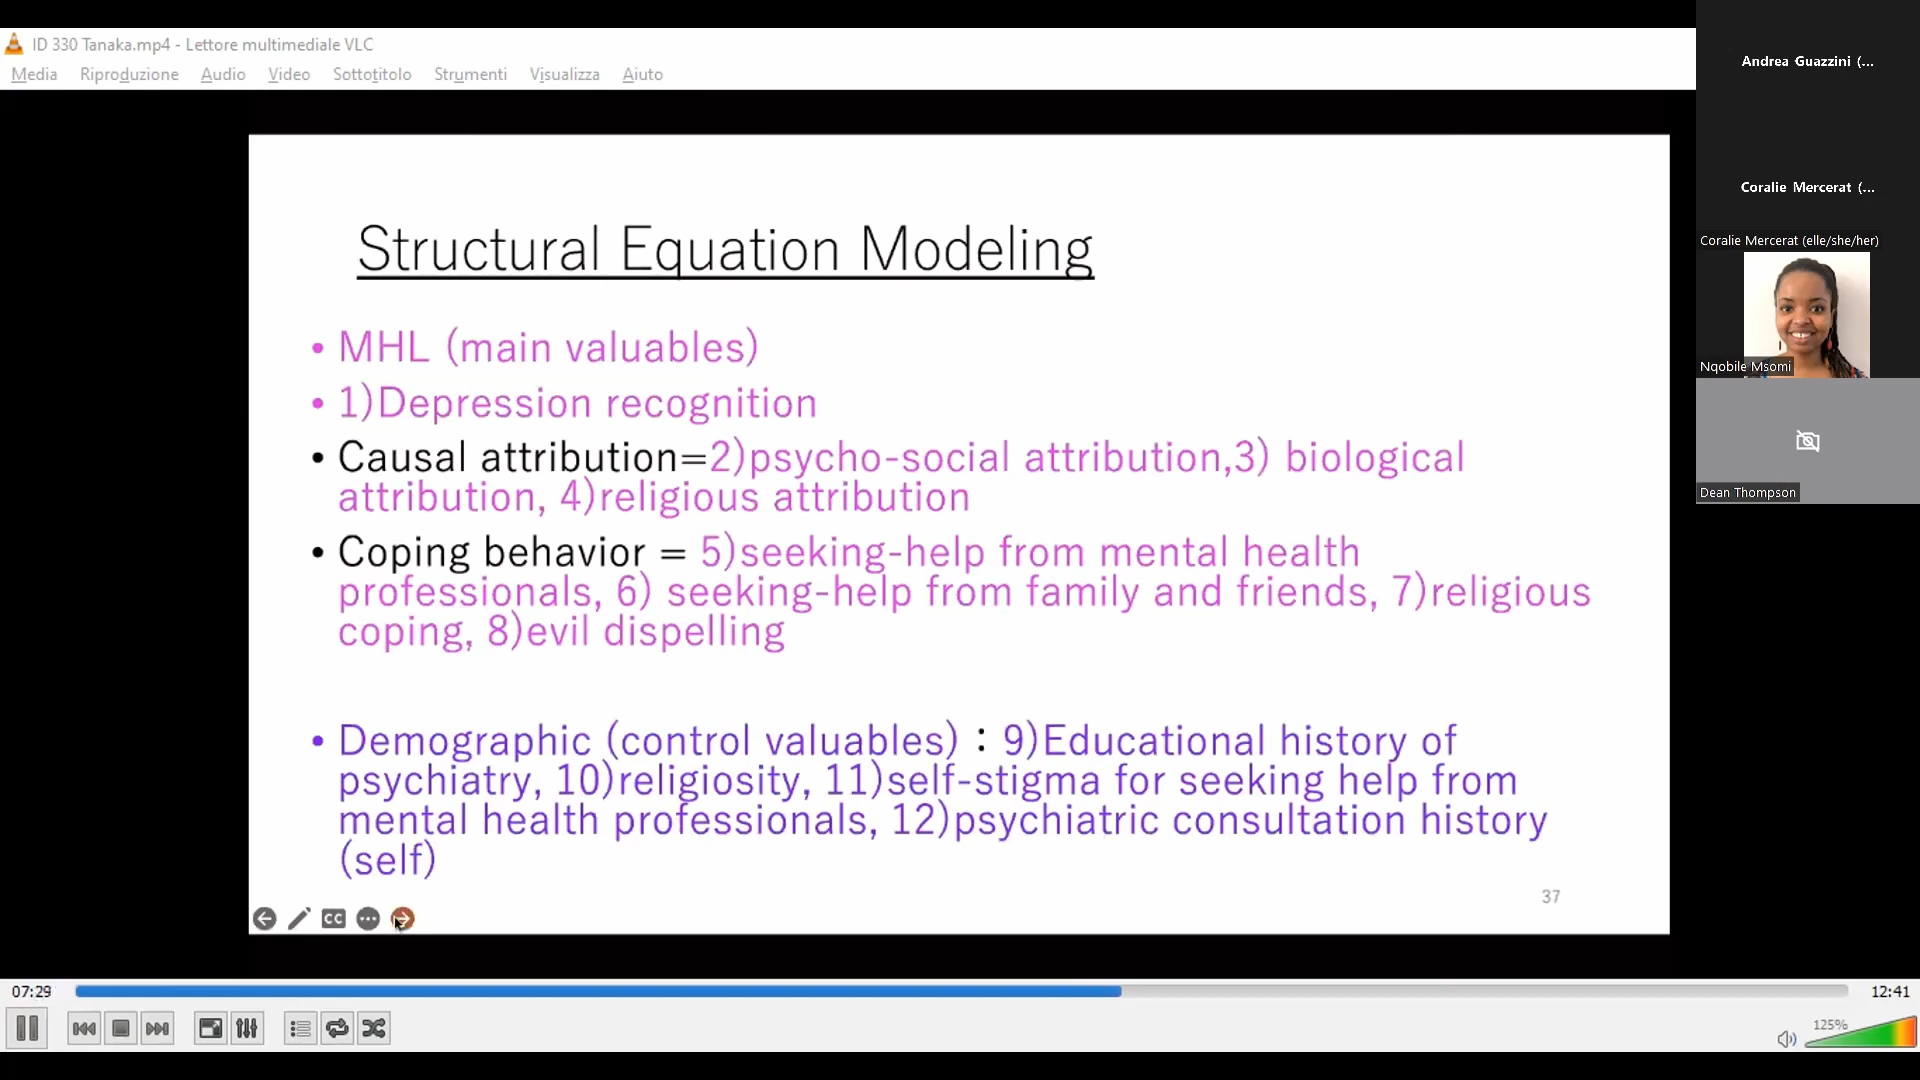 ID 330 Tanaka.mp4 - Lettore multimediale VLC
Media Riproduzione Audio Video Sottotitolo Strumenti Visualizza Aiuto
Structural Equation Modeling
• MHL (main valuables)
• 1)Depression recognition
• Causal attribution=2)psycho-social attribution,3) biological
attribution, 4)religious attribution
• Coping behavior = 5)seeking-help from mental health
professionals, 6) seeking-help from family and friends, 7)religious
coping, 8)evil dispelling
• Demographic (control valuables)：9)Educational history of
psychiatry, 10)religiosity, 11)self-stigma for seeking help from
mental health professionals, 12)psychiatric consultation history
(self)
37
CC
07:29
12:41
125%
Andrea Guazzini (...
Coralie Mercerat (...
Coralie Mercerat (elle/she/her)
Nqobile Msomi
Dean Thompson